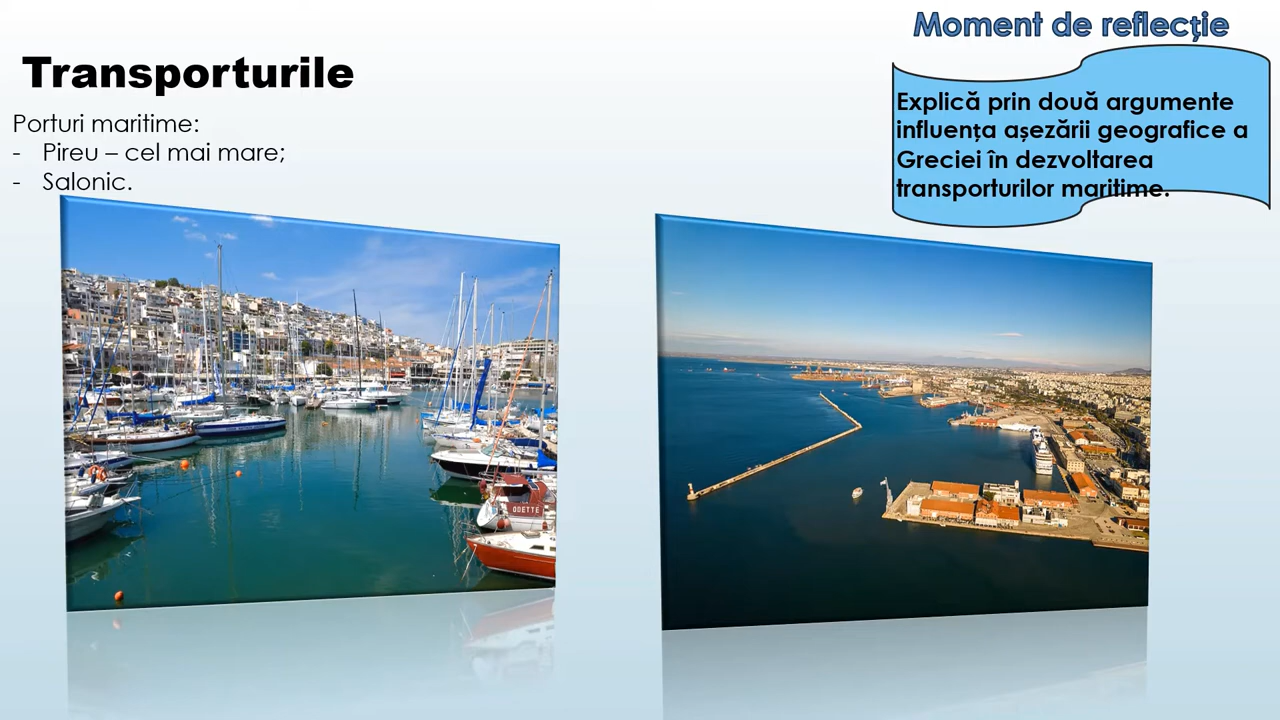 Moment de reflecție
Transporturile
Explică prin două argumente
influența așezării geografice a
Greciei în dezvoltarea
transporturilor maritime.
Porturi maritime:
- Pireu – cel mai mare;
- Salonic.
ODETTE